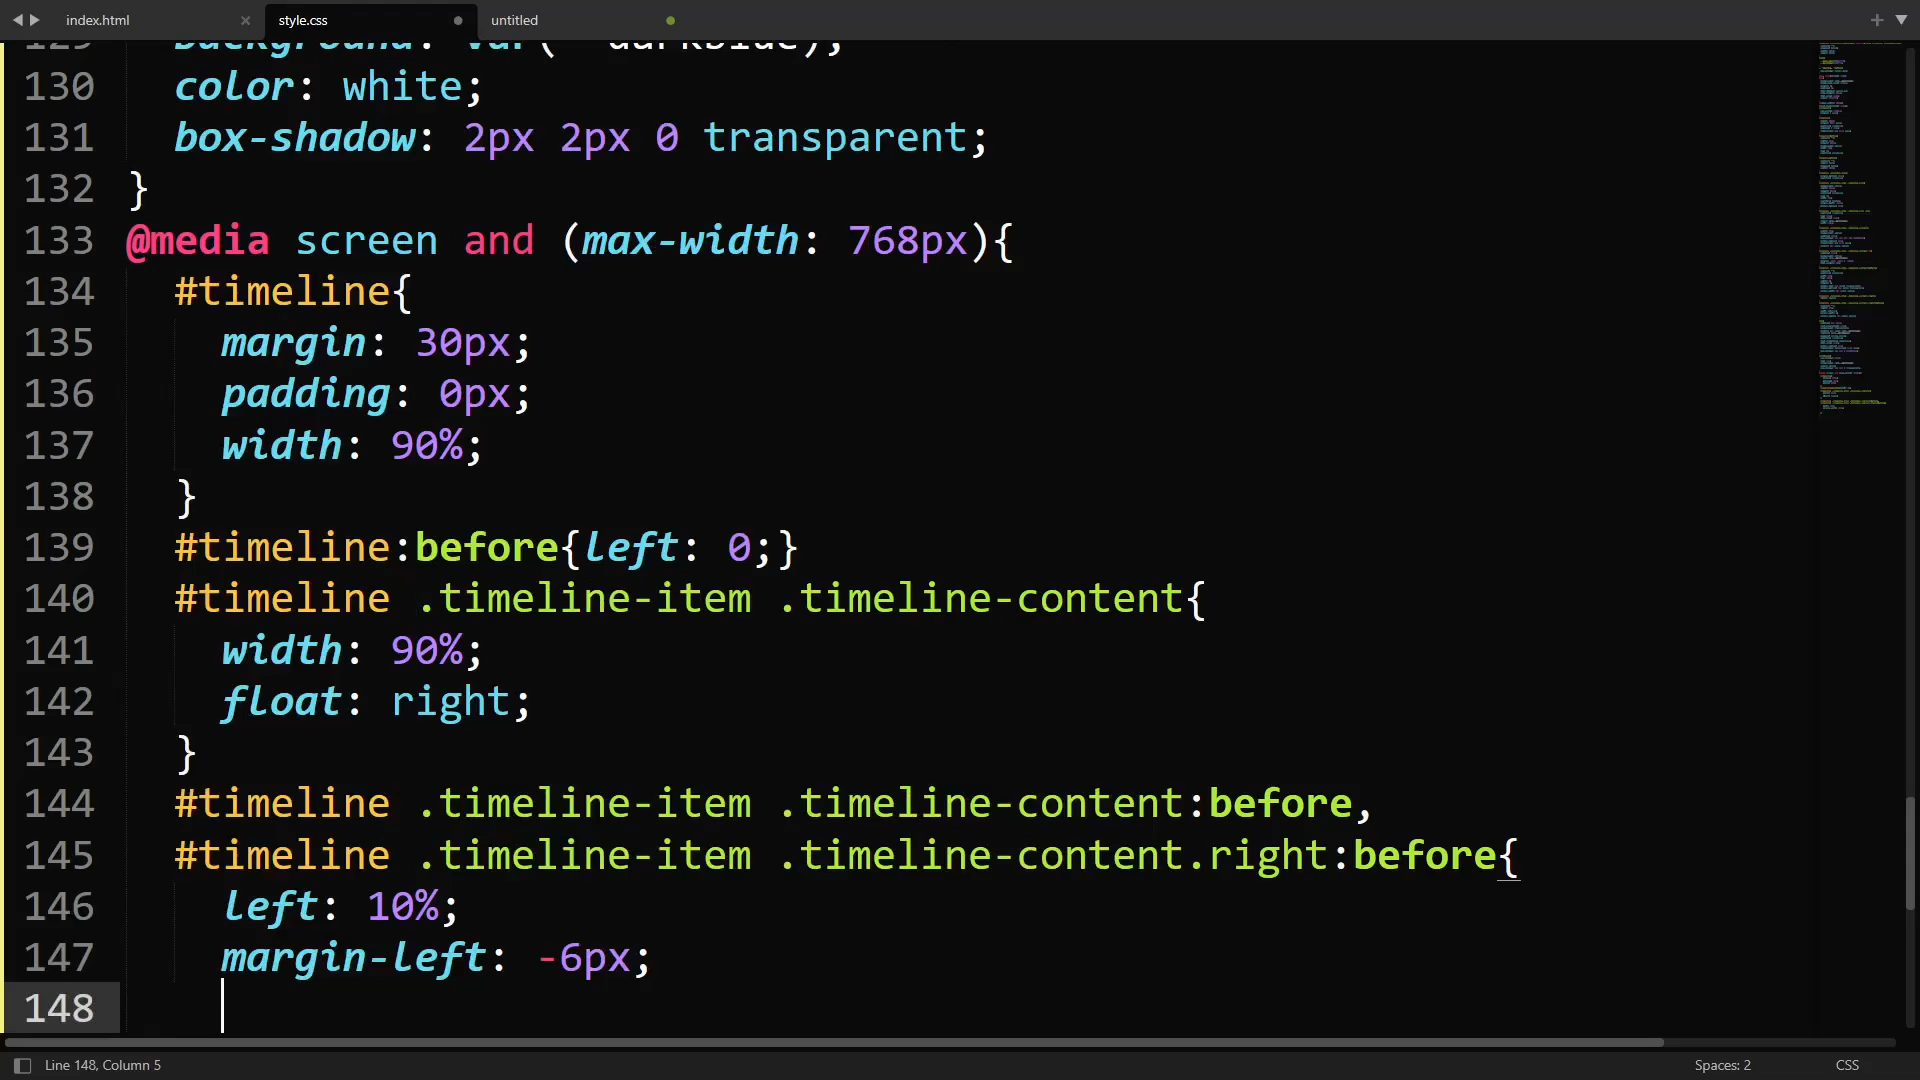 index.html
style.css
untitled
130 color: white;
131 box-shadow: 2px 2px 0 transparent;
132 }
133 @media screen and (max-width: 768px){
134 #timeline{
135 margin: 30px;
136 padding: 0px;
137 width: 90%;
138 }
139 #timeline:before{left: 0;}
140 #timeline .timeline-item .timeline-content{
141 width: 90%;
142 float: right;
143 }
144 #timeline .timeline-item .timeline-content:before,
145 #timeline .timeline-item .timeline-content.right:before{
146 left: 10%;
147 margin-left: -6px;
148
Line 148, Column 5
Spaces: 2
CSS